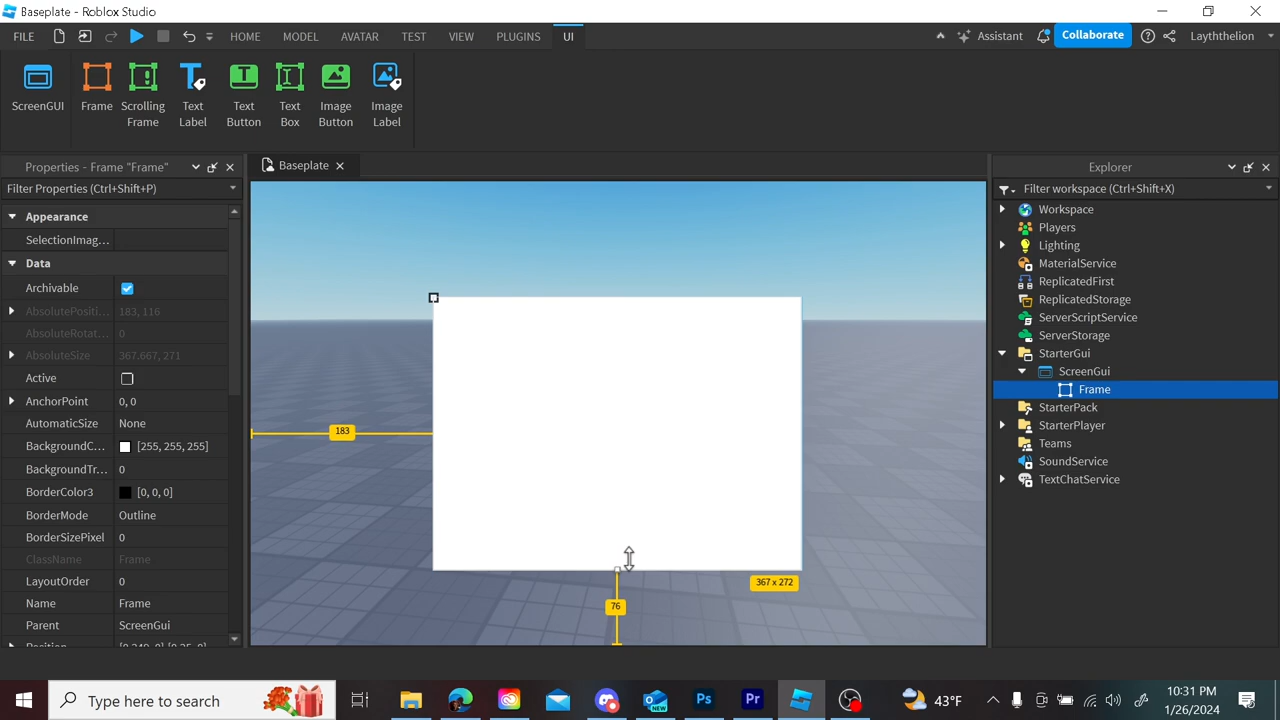 Baseplate - Roblox Studio
FILE HOME MODEL AVATAR TEST VIEW PLUGINS UI Assistant Collaborate Layththelion
ScreenGUI Frame Scrolling Frame Text Label Text Button Text Box Image Button Image Label
Properties - Frame "Frame"
Filter Properties (Ctrl+Shift+P)
Appearance
SelectionImag...
Data
Archivable
AbsolutePositi... 183, 116
AbsoluteRotat... 0
AbsoluteSize 367.667, 271
Active
AnchorPoint 0, 0
AutomaticSize None
BackgroundC... [255, 255, 255]
BackgroundTr... 0
BorderColor3 [0, 0, 0]
BorderMode Outline
BorderSizePixel 0
ClassName Frame
LayoutOrder 0
Name Frame
Parent ScreenGui
Baseplate
183
367 x 272
76
Explorer
Filter workspace (Ctrl+Shift+X)
Workspace
Players
Lighting
MaterialService
ReplicatedFirst
ReplicatedStorage
ServerScriptService
ServerStorage
StarterGui
ScreenGui
Frame
StarterPack
StarterPlayer
Teams
SoundService
TextChatService
Type here to search
NEW
Ps
Pr
43°F
10:31 PM
1/26/2024